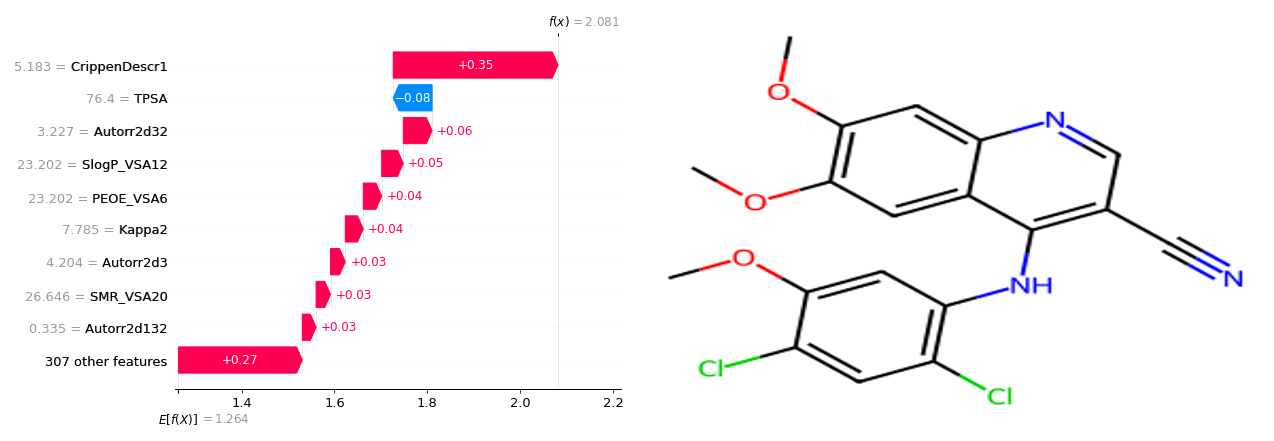 f(x) = 2.081
5.183 = CrippenDescr1
+0.35
76.4 = TPSA
−0.08
3.227 = Autorr2d32
+0.06
23.202 = SlogP_VSA12
+0.05
23.202 = PEOE_VSA6
+0.04
7.785 = Kappa2
+0.04
4.204 = Autorr2d3
+0.03
26.646 = SMR_VSA20
+0.03
0.335 = Autorr2d132
+0.03
307 other features
+0.27
1.4 1.6 1.8 2.0 2.2
E[f(X)] = 1.264
O
N
O
O
NH
N
Cl
Cl